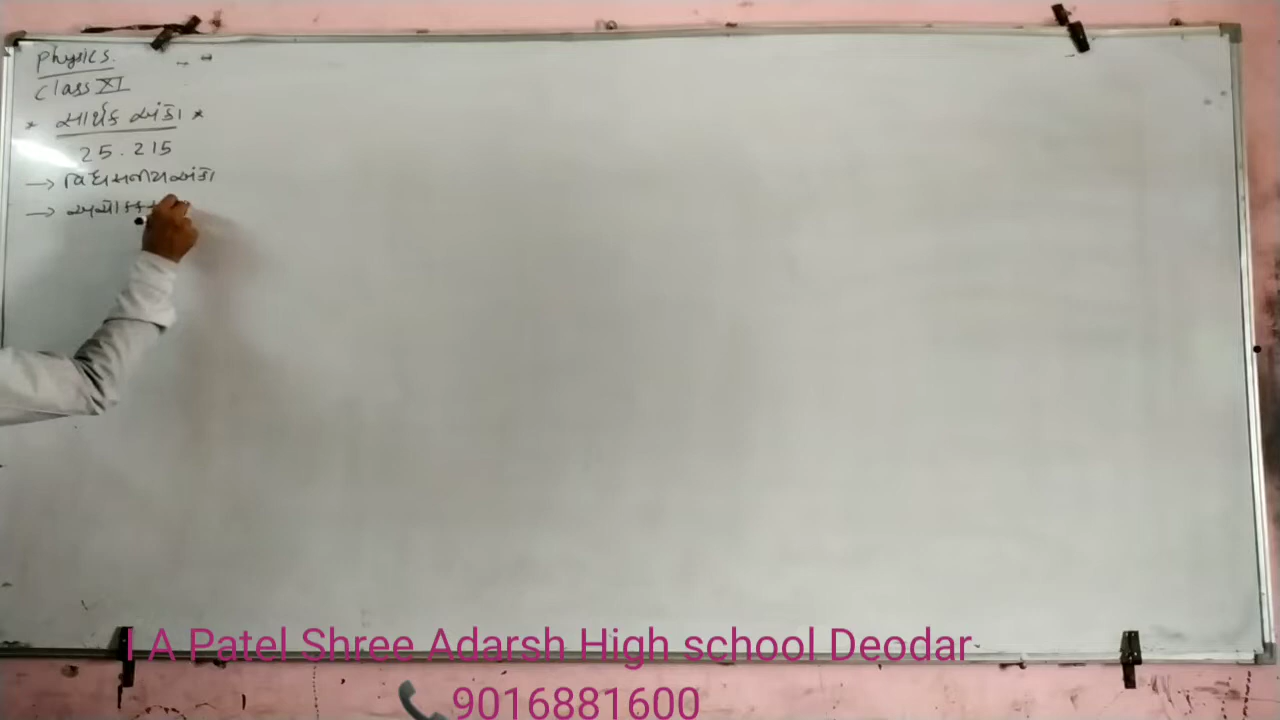 Physics.
Class XI
* સાર્થક અંકો *
25.215
→ વિશ્વસનીય અંકો
I A Patel Shree Adarsh High school Deodar
9016881600